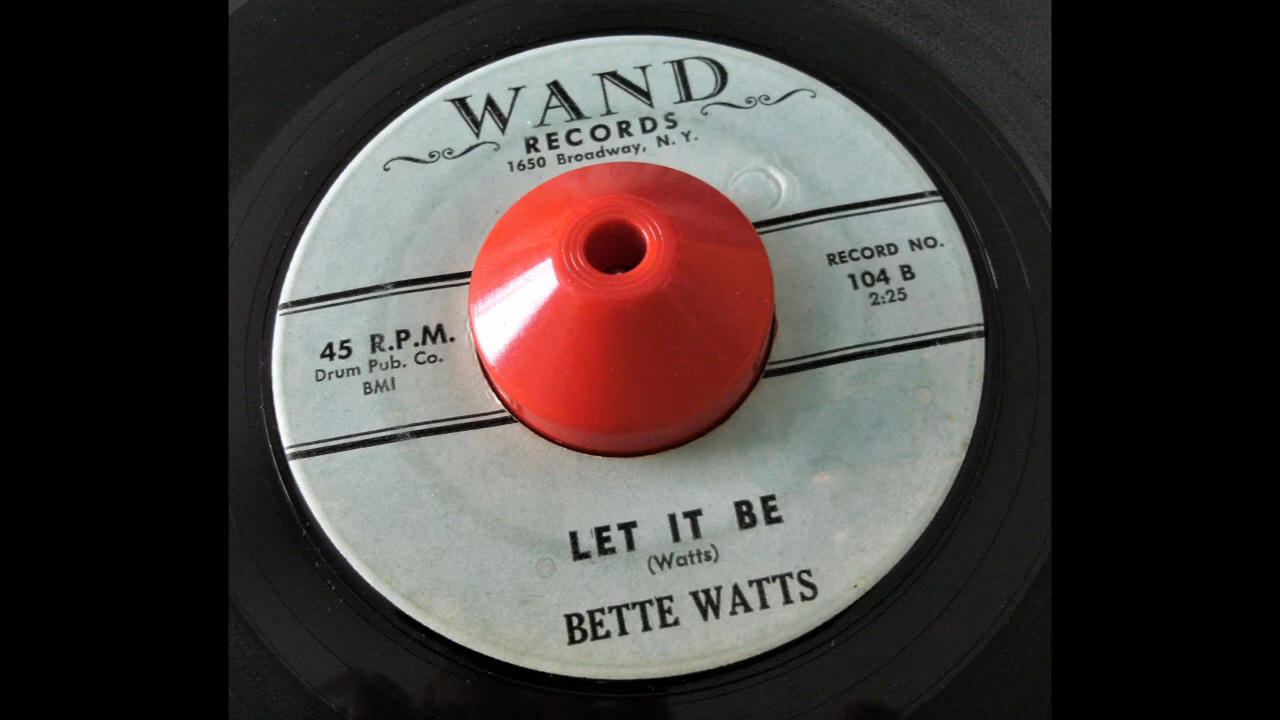 WAND
RECORDS
1650 Broadway, N. Y.
RECORD NO.
104 B
2:25
45 R.P.M.
Drum Pub. Co.
BMI
LET IT BE
(Watts)
BETTE WATTS